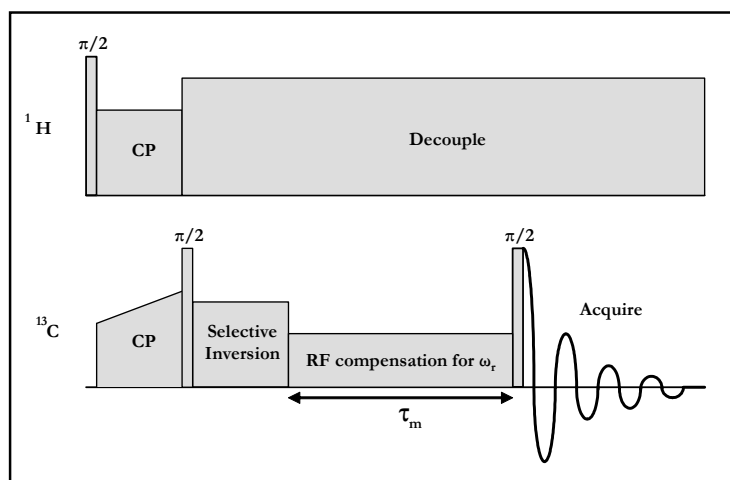 π/2
¹H
CP
Decouple
π/2
π/2
¹³C
CP
Selective
Inversion
RF compensation for ωᵣ
Acquire
τₘ